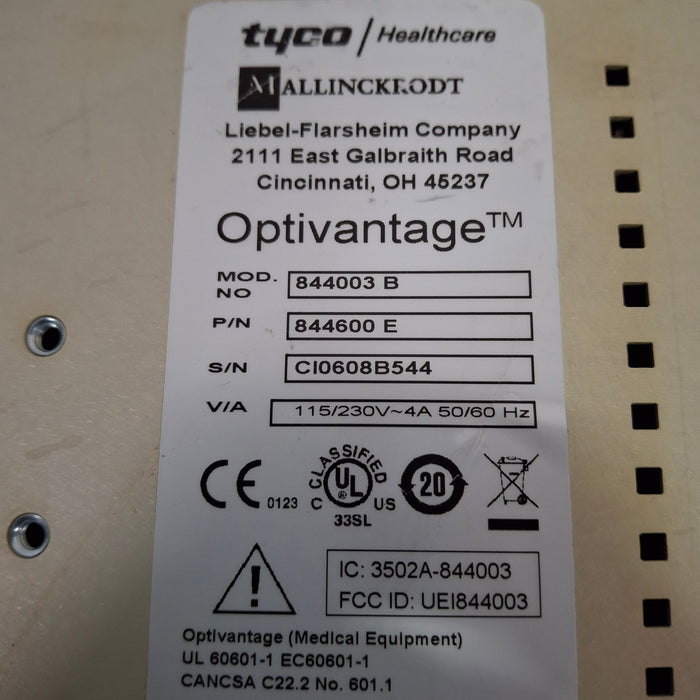 tyco / Healthcare
MALLINCKRODT
Liebel-Flarsheim Company
2111 East Galbraith Road
Cincinnati, OH 45237
Optivantage™
MOD. NO 844003 B
P/N 844600 E
S/N CI0608B544
V/A 115/230V~4A 50/60 Hz
CE 0123
CLASSIFIED
C UL ® US
33SL
20
IC: 3502A-844003
FCC ID: UEI844003
Optivantage (Medical Equipment)
UL 60601-1 EC60601-1
CANCSA C22.2 No. 601.1